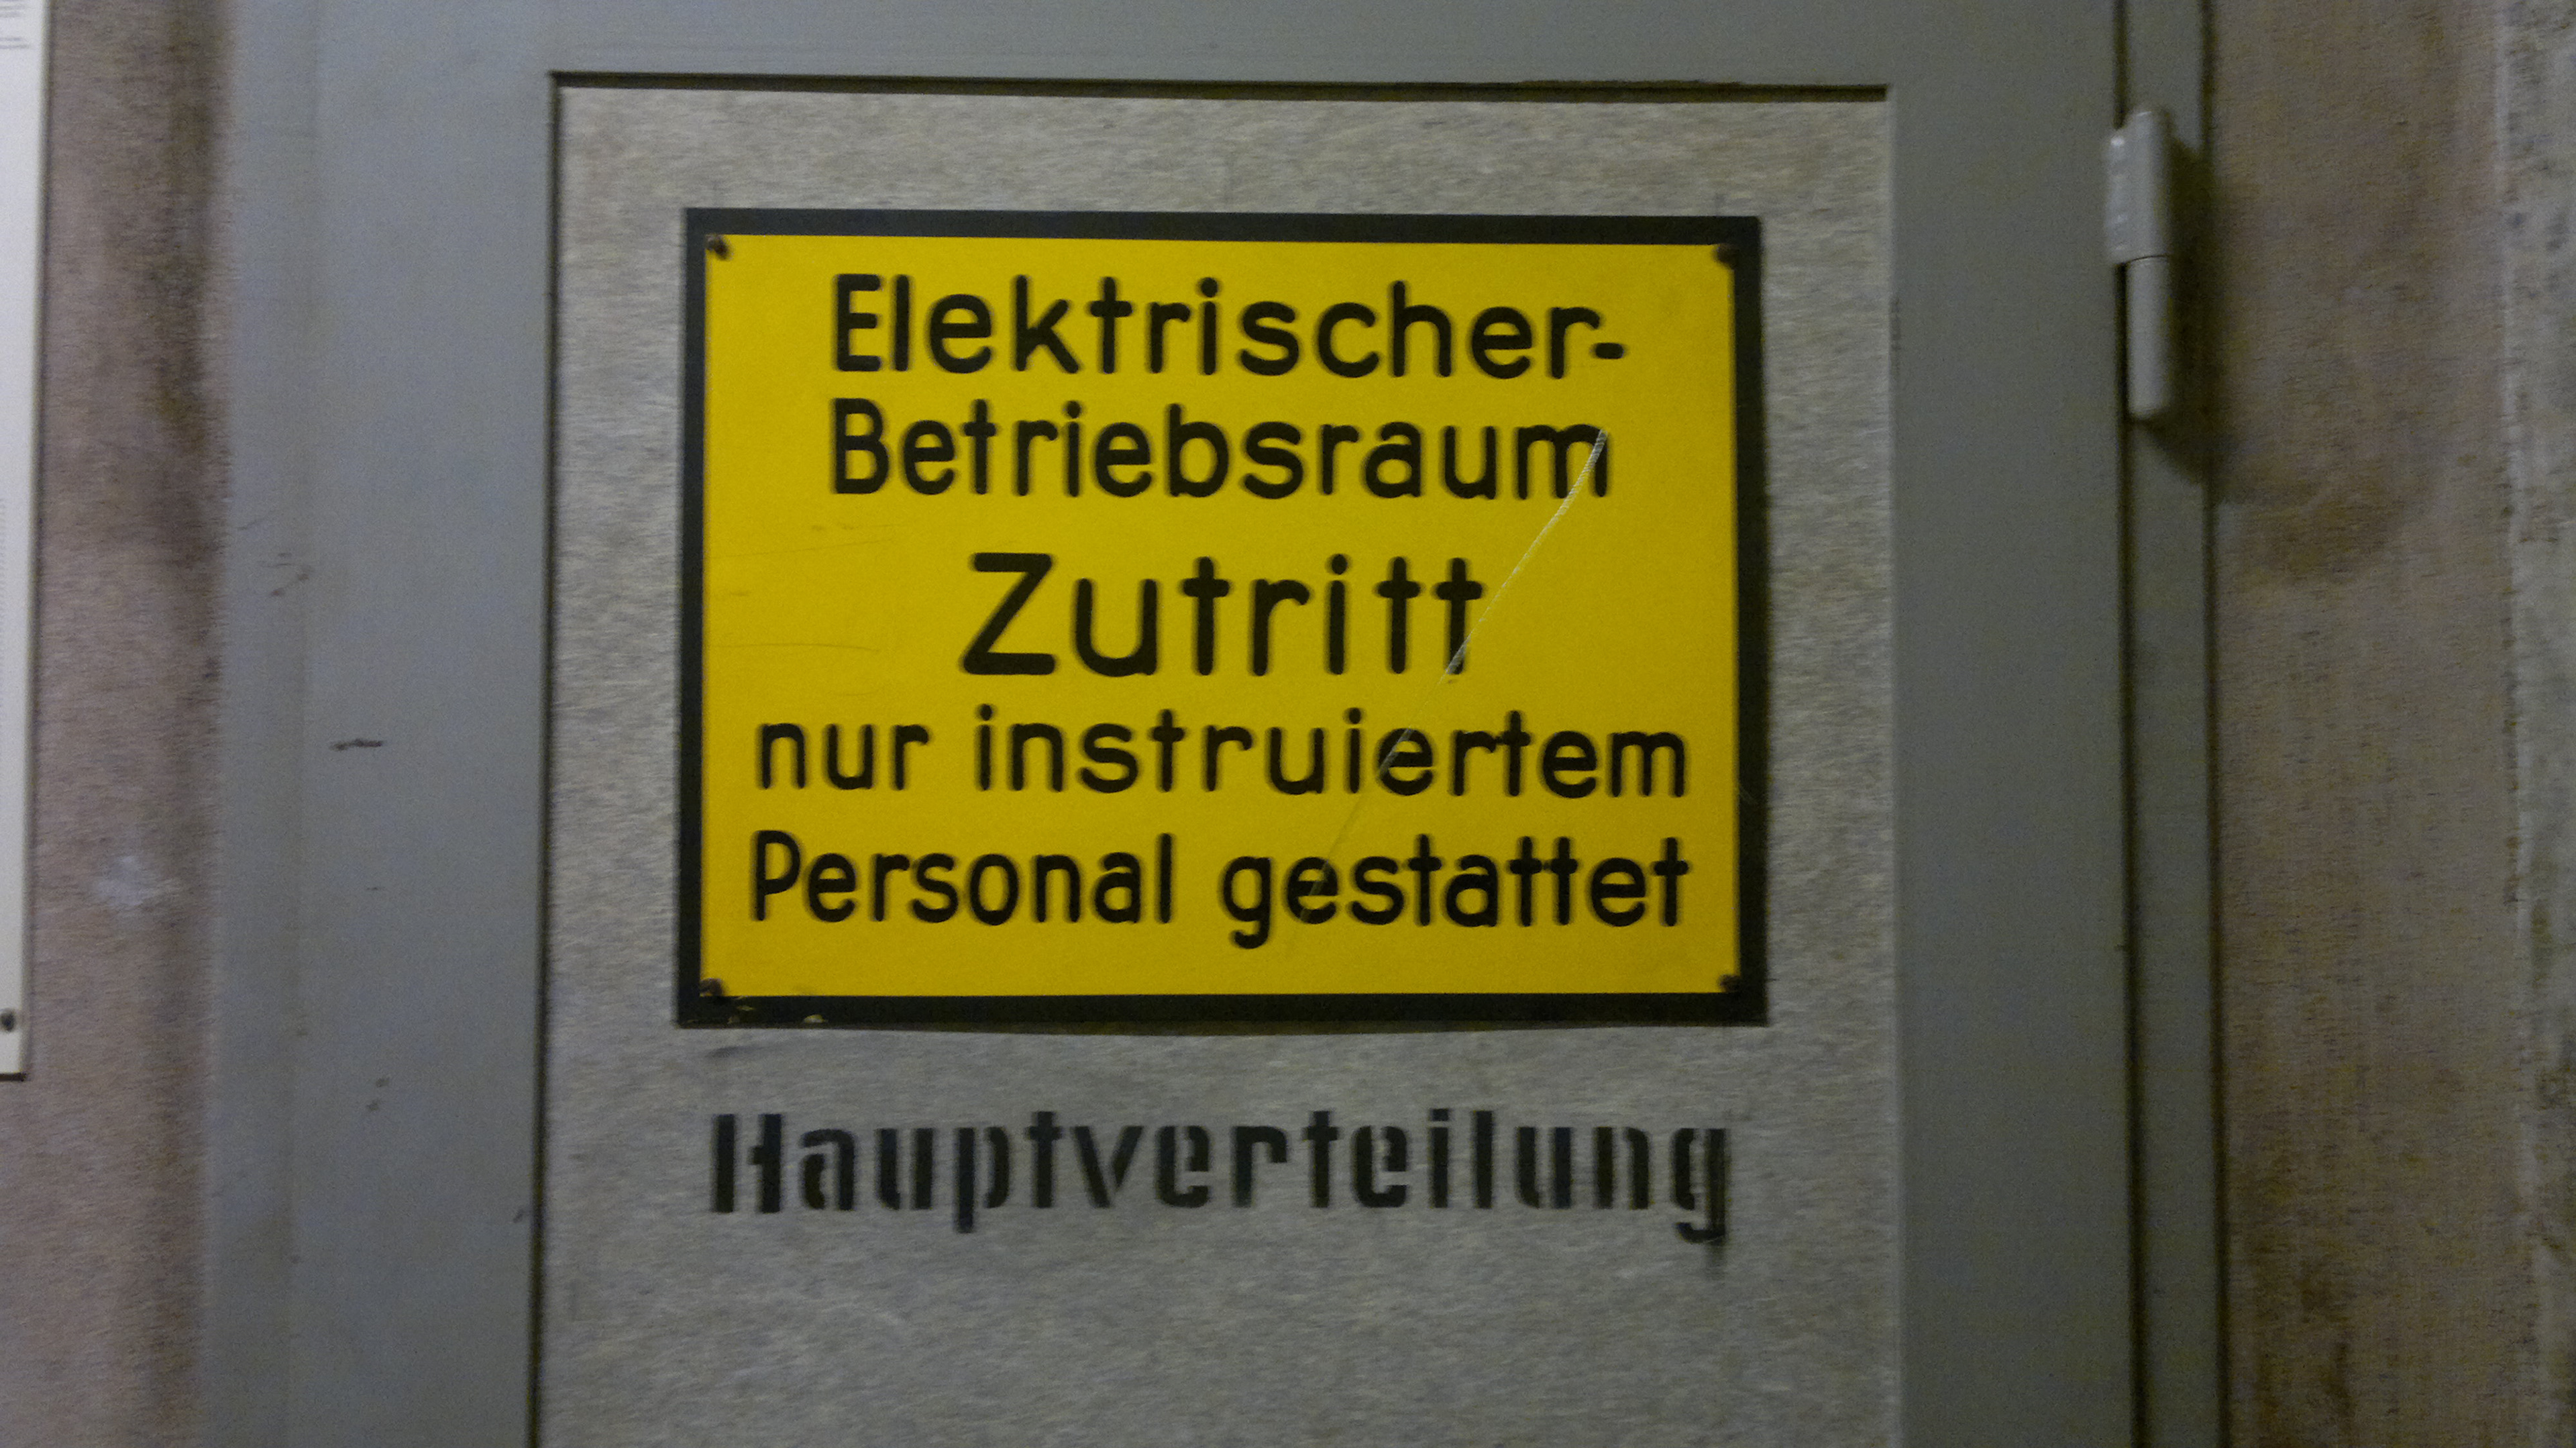 Elektrischer-
Betriebsraum
Zutritt
nur instruiertem
Personal gestattet
Hauptverteilung